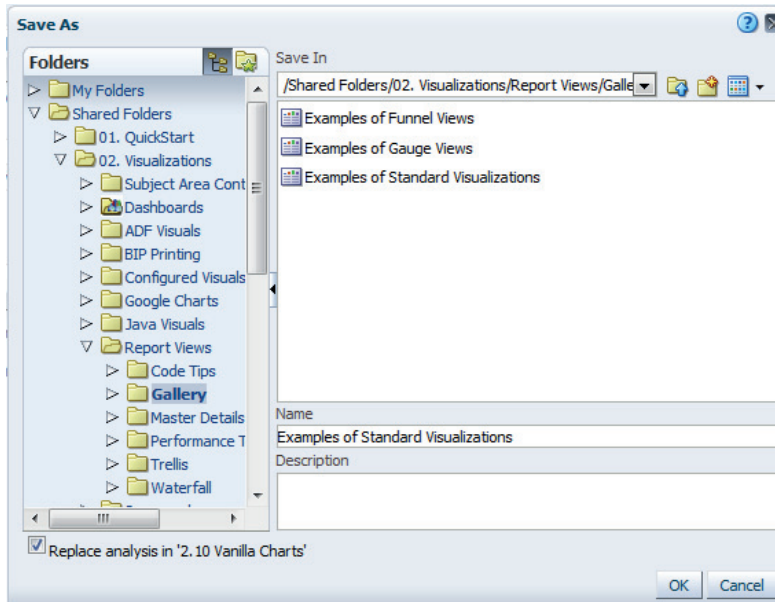 Save As
Folders
My Folders
Shared Folders
01. QuickStart
02. Visualizations
Subject Area Cont
Dashboards
ADF Visuals
BIP Printing
Configured Visuals
Google Charts
Java Visuals
Report Views
Code Tips
Gallery
Master Details
Performance T
Trellis
Waterfall
Save In
/Shared Folders/02. Visualizations/Report Views/Galle
Examples of Funnel Views
Examples of Gauge Views
Examples of Standard Visualizations
Name
Examples of Standard Visualizations
Description
Replace analysis in '2.10 Vanilla Charts'
OK Cancel